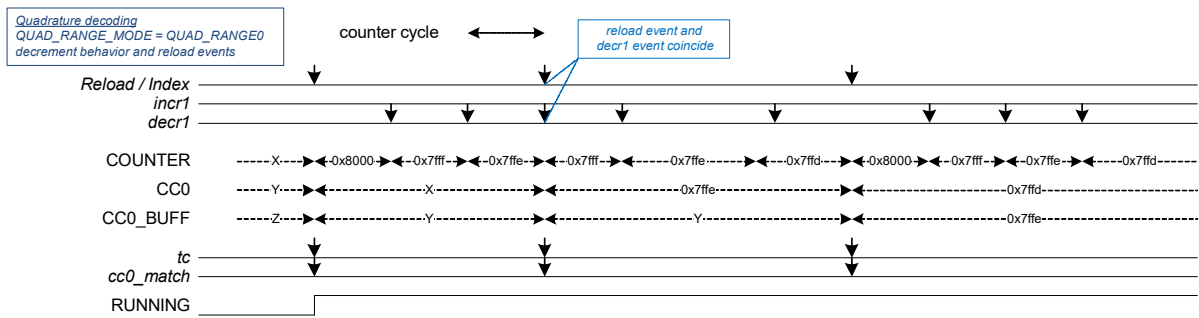 Quadrature decoding
QUAD_RANGE_MODE = QUAD_RANGE0
decrement behavior and reload events
counter cycle
reload event and
decr1 event coincide
Reload / Index
incr1
decr1
COUNTER X 0x8000 0x7fff 0x7ffe 0x7fff 0x7ffe 0x7ffd 0x8000 0x7fff 0x7ffe 0x7ffd
CC0 Y X 0x7ffe 0x7ffd
CC0_BUFF Z Y Y 0x7ffe
tc
cc0_match
RUNNING